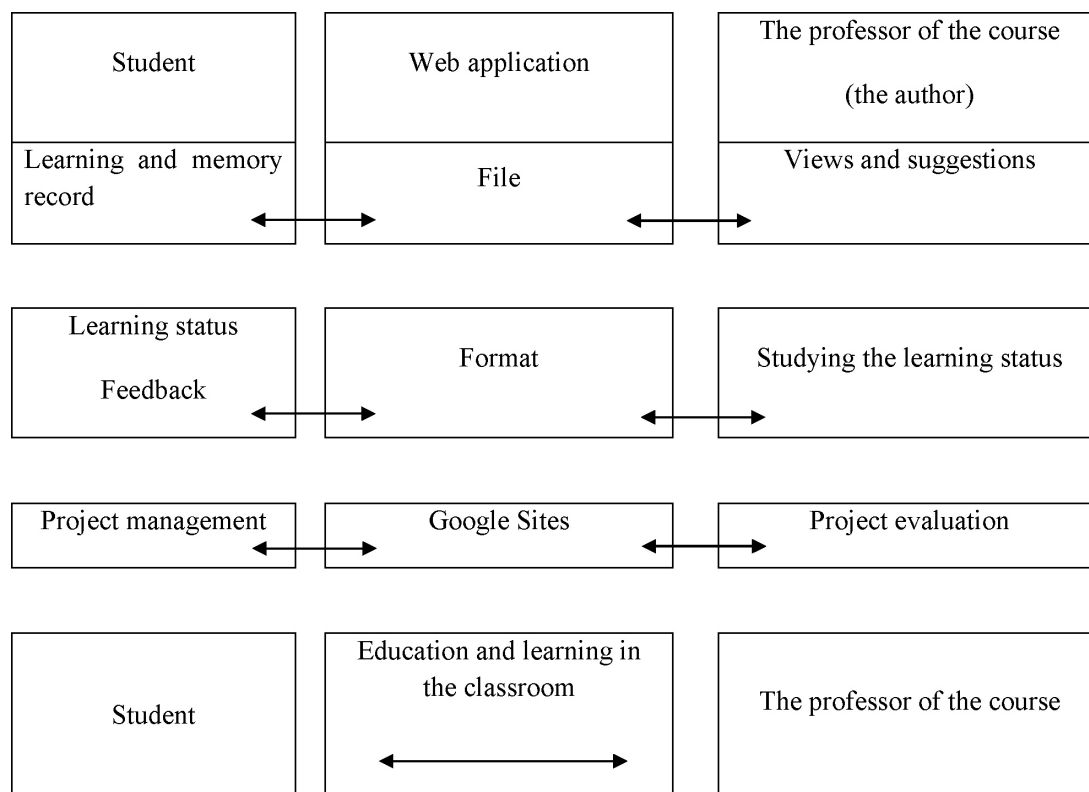 Student
Web application
The professor of the course
(the author)
Learning and memory
record
File
Views and suggestions
Learning status
Feedback
Format
Studying the learning status
Project management
Google Sites
Project evaluation
Student
Education and learning in
the classroom
The professor of the course